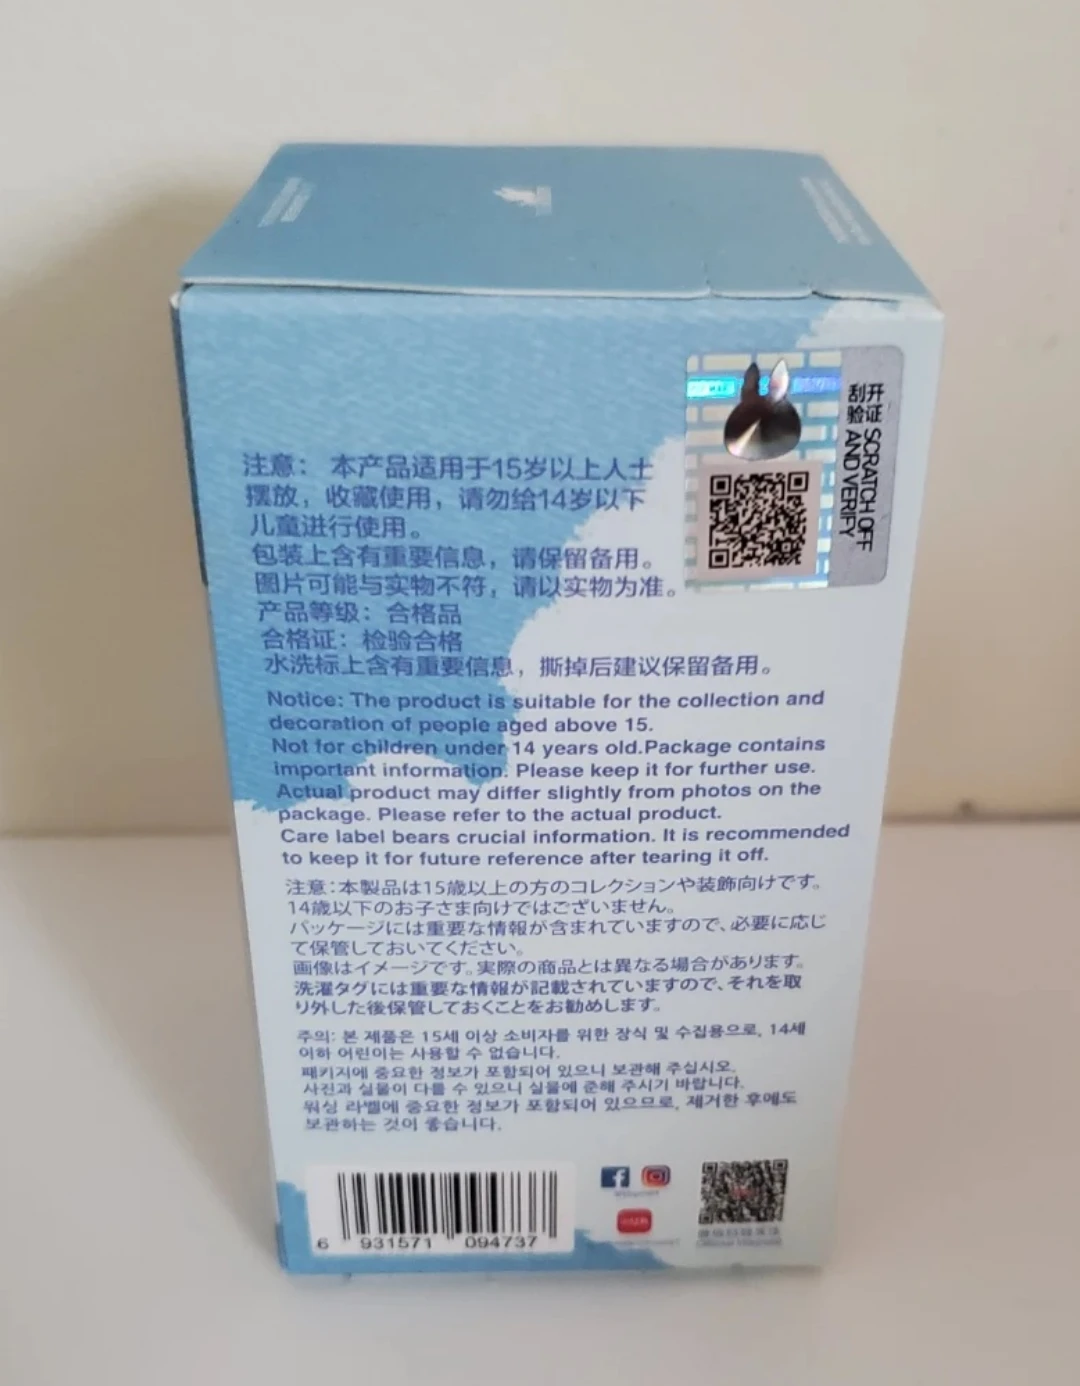 开
证
刮
验
SCRATCH OFF
AND VERIFY
注意： 本产品适用于15岁以上人士
摆放，收藏使用，请勿给14岁以下
儿童进行使用。
包装上含有重要信息，请保留备用。
图片可能与实物不符，请以实物为准。
产品等级：合格品
合格证：检验合格
水洗标上含有重要信息，撕掉后建议保留备用。
Notice: The product is suitable for the collection and
decoration of people aged above 15.
Not for children under 14 years old.Package contains
important information. Please keep it for further use.
Actual product may differ slightly from photos on the
package. Please refer to the actual product.
Care label bears crucial information. It is recommended
to keep it for future reference after tearing it off.
注意：本製品は15歳以上の方のコレクションや装飾向けです。
14歳以下のお子さま向けではございません。
パッケージには重要な情報が含まれていますので、必要に応じ
て保管しておいてください。
画像はイメージです。実際の商品とは異なる場合があります。
洗濯タグには重要な情報が記載されていますので、それを取
り外した後保管しておくことをお勧めします。
주의: 본 제품은 15세 이상 소비자를 위한 장식 및 수집용으로, 14세
이하 어린이는 사용할 수 없습니다.
패키지에 중요한 정보가 포함되어 있으니 보관해 주십시오.
사진과 실물이 다를 수 있으니 실물에 준해 주시기 바랍니다.
워싱 라벨에 중요한 정보가 포함되어 있으므로, 제거한 후에도
보관하는 것이 좋습니다.
6 931571 094737